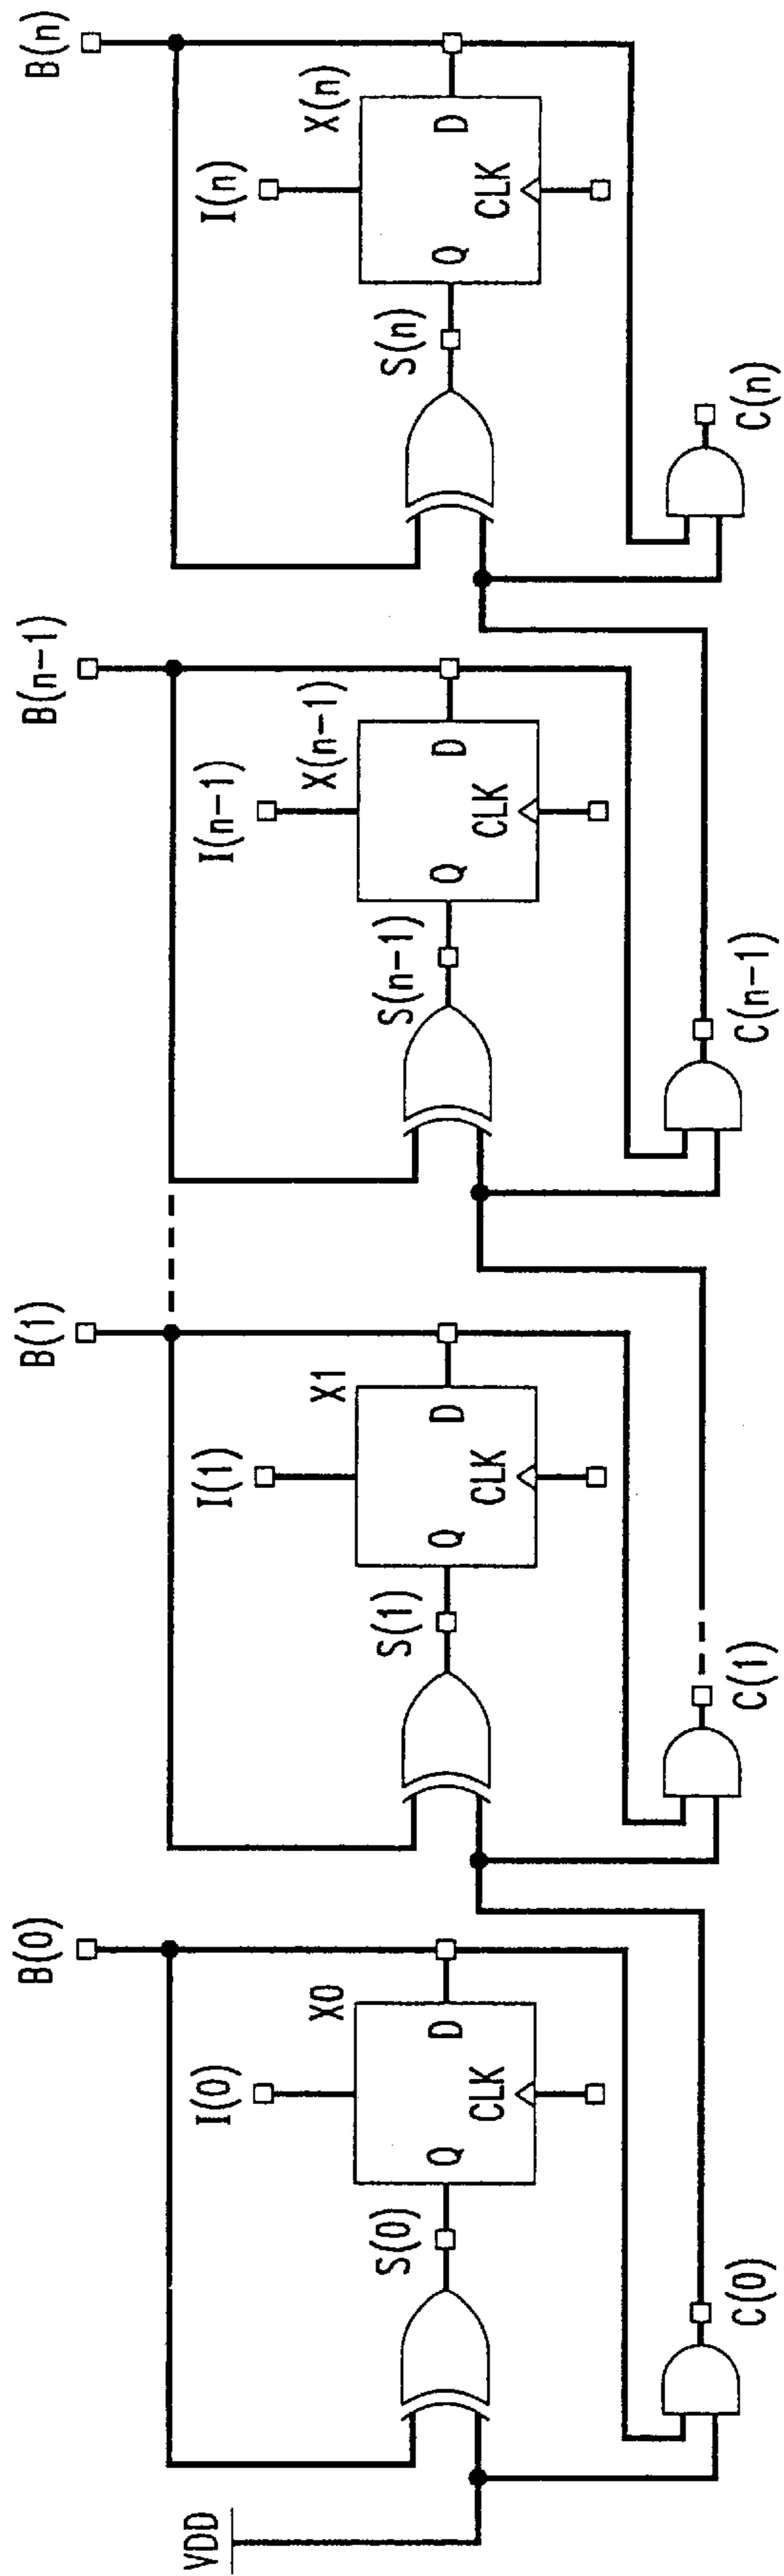 B(0)
B(1)
B(n-1)
B(n)
I(0)
X0
I(1)
X1
I(n-1)
X(n-1)
I(n)
X(n)
VDD
S(0)
Q
D
CLK
S(1)
Q
D
CLK
S(n-1)
Q
D
CLK
S(n)
Q
D
CLK
C(0)
C(1)
C(n-1)
C(n)